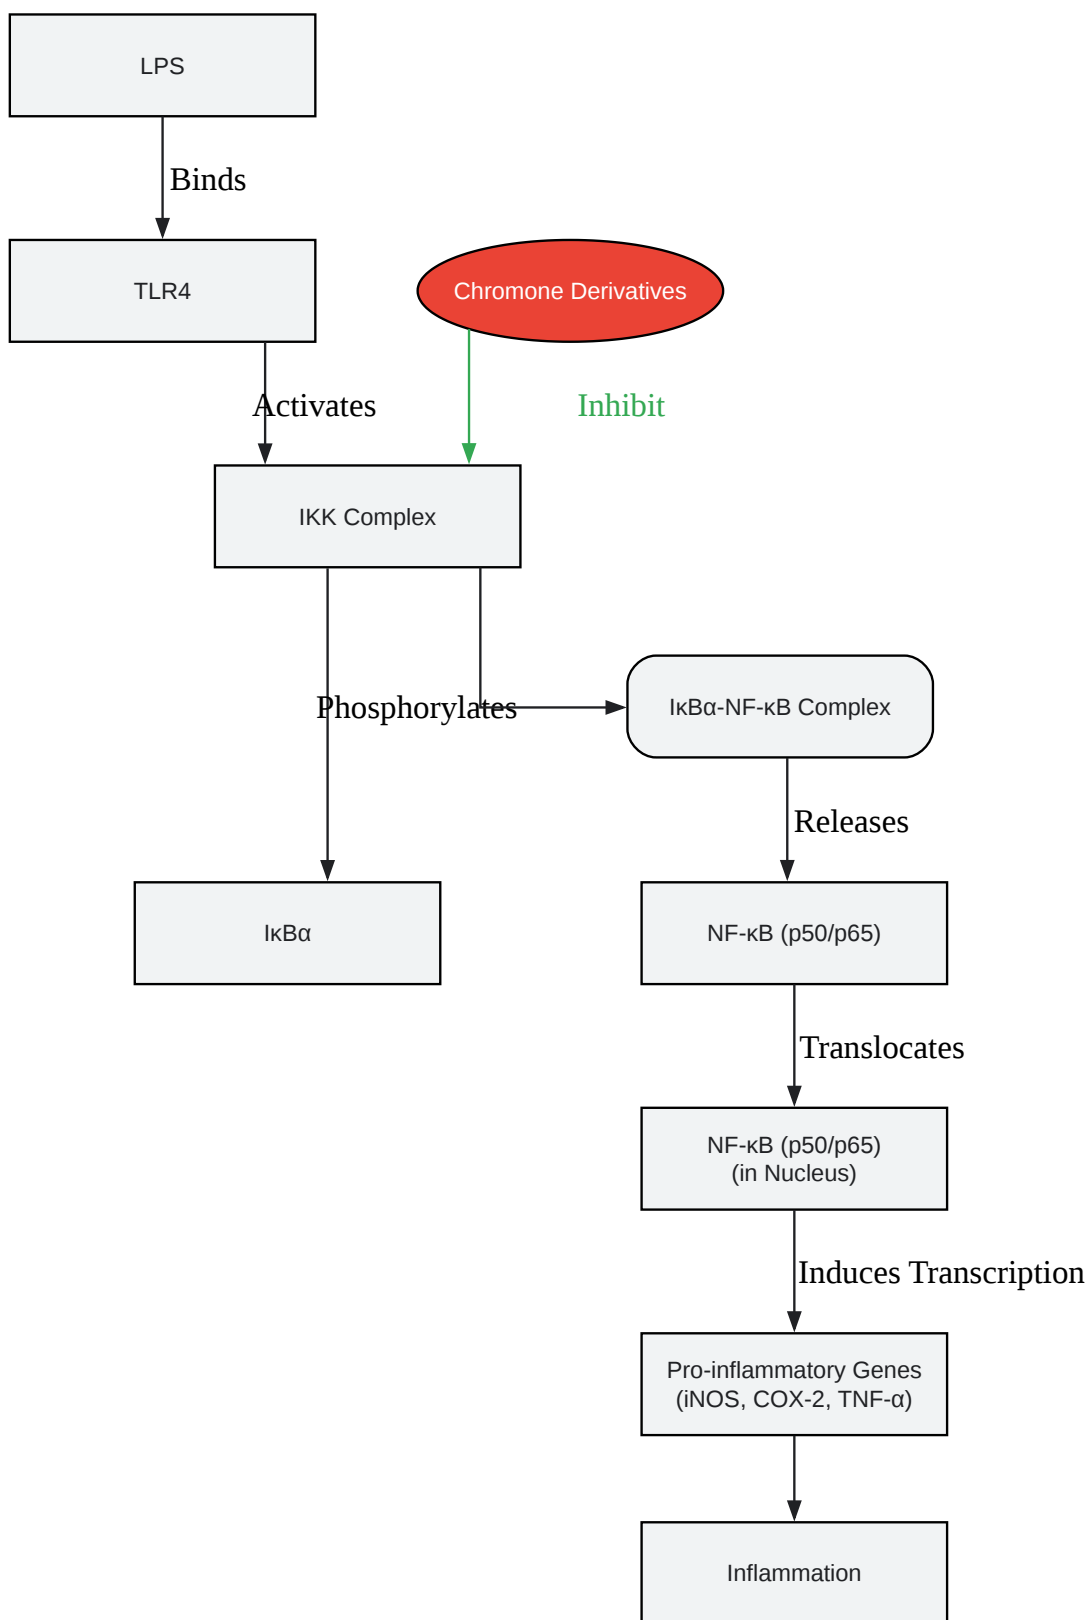 LPS
Binds
TLR4
Chromone Derivatives
Activates
Inhibit
IKK Complex
Phosphorylates
IκBα-NF-κB Complex
Releases
IκBα
NF-κB (p50/p65)
Translocates
NF-κB (p50/p65)
(in Nucleus)
Induces Transcription
Pro-inflammatory Genes
(iNOS, COX-2, TNF-α)
Inflammation